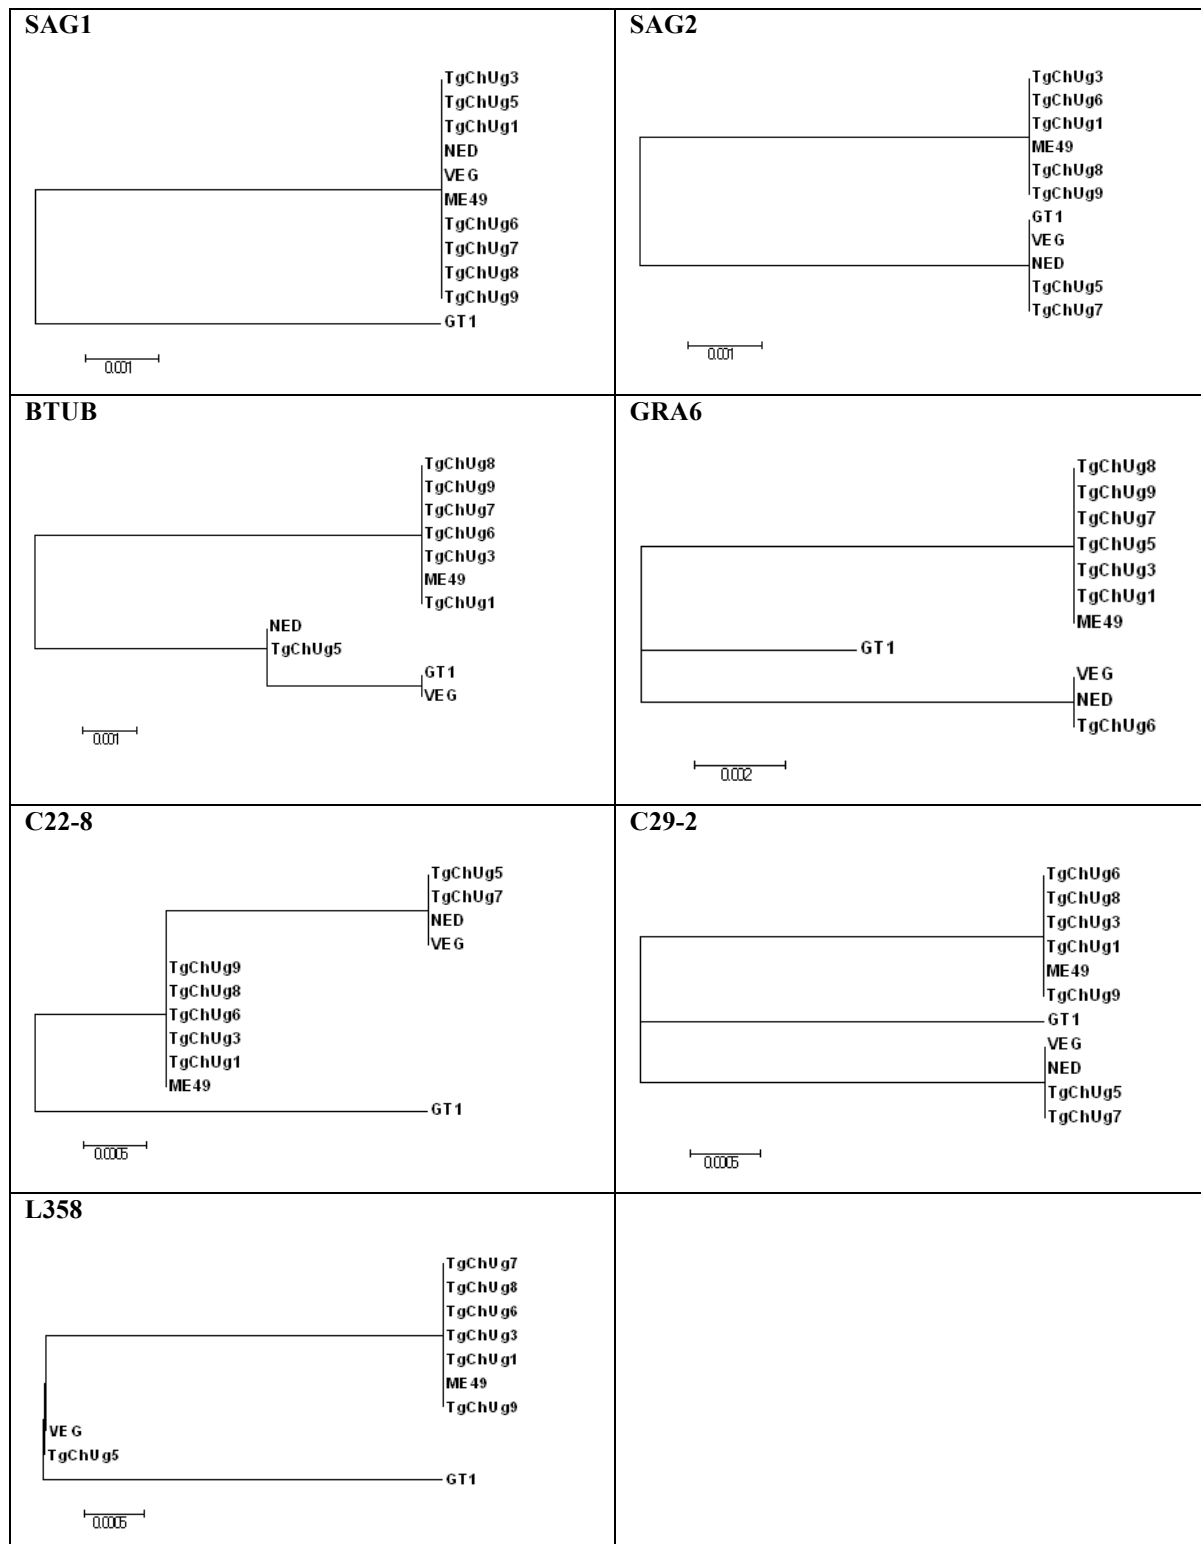 SAG1
TgChUg3
TgChUg5
TgChUg1
NED
VEG
ME49
TgChUg6
TgChUg7
TgChUg8
TgChUg9
GT1
0.001
SAG2
TgChUg3
TgChUg6
TgChUg1
ME49
TgChUg8
TgChUg9
GT1
VEG
NED
TgChUg5
TgChUg7
0.001
BTUB
TgChUg8
TgChUg9
TgChUg7
TgChUg6
TgChUg3
ME49
TgChUg1
NED
TgChUg5
GT1
VEG
0.001
GRA6
TgChUg8
TgChUg9
TgChUg7
TgChUg5
TgChUg3
TgChUg1
ME49
GT1
VEG
NED
TgChUg6
0.002
C22-8
TgChUg5
TgChUg7
NED
VEG
TgChUg9
TgChUg8
TgChUg6
TgChUg3
TgChUg1
ME49
GT1
0.0005
C29-2
TgChUg6
TgChUg8
TgChUg3
TgChUg1
ME49
TgChUg9
GT1
VEG
NED
TgChUg5
TgChUg7
0.0005
L358
TgChUg7
TgChUg8
TgChUg6
TgChUg3
TgChUg1
ME49
TgChUg9
VEG
TgChUg5
GT1
0.0005